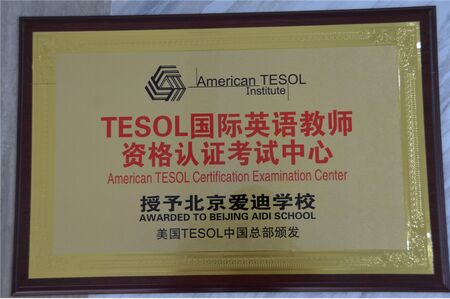 American TESOL
Institute
TESOL国际英语教师
资格认证考试中心
American TESOL Certification Examination Center
授予北京爱迪学校
AWARDED TO BEIJING AIDI SCHOOL
美国TESOL中国总部颁发